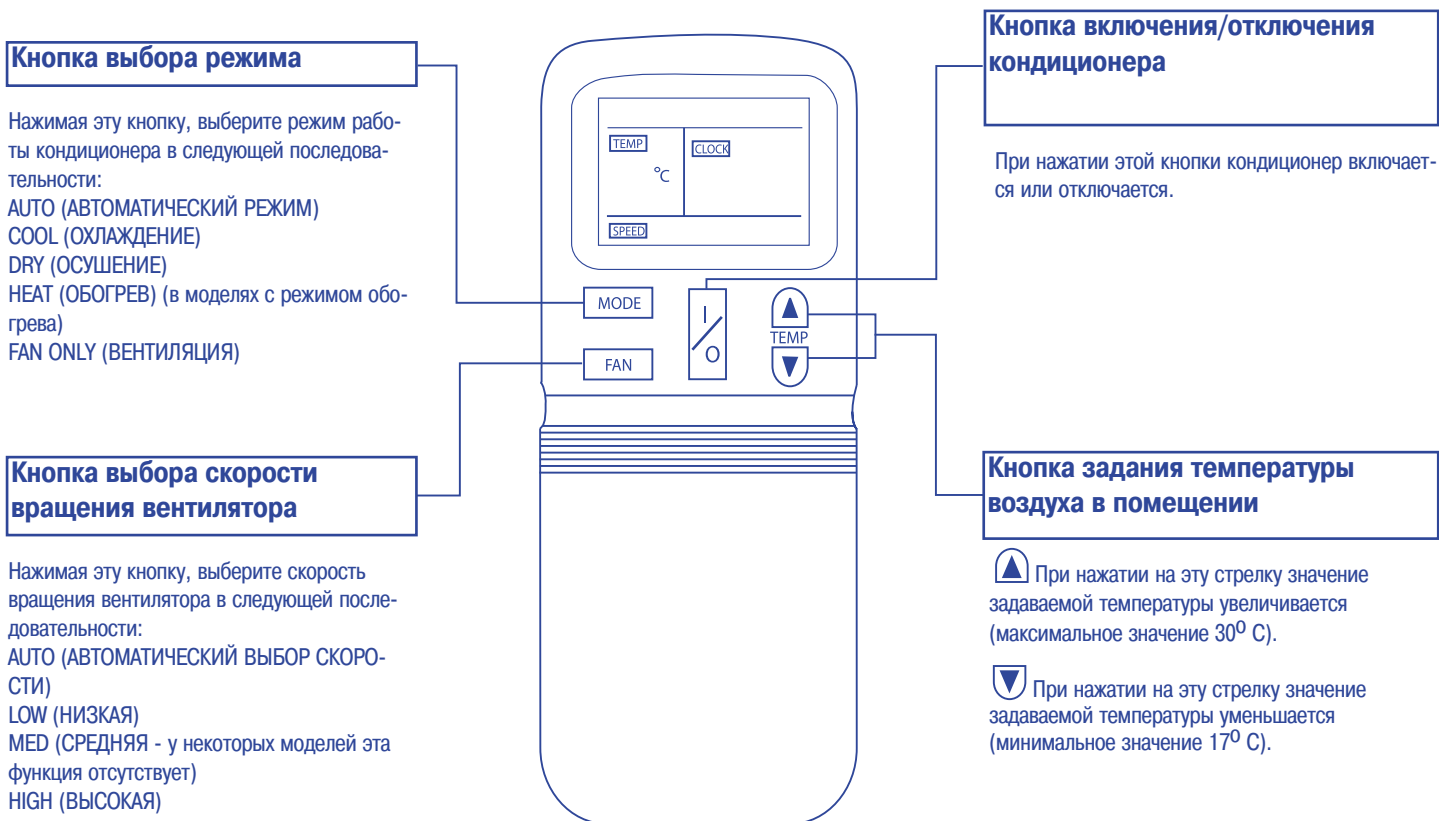 Кнопка выбора режима
Нажимая эту кнопку, выберите режим рабо-
ты кондиционера в следующей последова-
тельности:
AUTO (АВТОМАТИЧЕСКИЙ РЕЖИМ)
COOL (ОХЛАЖДЕНИЕ)
DRY (ОСУШЕНИЕ)
HEAT (ОБОГРЕВ) (в моделях с режимом обо-
грева)
FAN ONLY (ВЕНТИЛЯЦИЯ)
Кнопка выбора скорости
вращения вентилятора
Нажимая эту кнопку, выберите скорость
вращения вентилятора в следующей после-
довательности:
AUTO (АВТОМАТИЧЕСКИЙ ВЫБОР СКОРО-
СТИ)
LOW (НИЗКАЯ)
MED (СРЕДНЯЯ - у некоторых моделей эта
функция отсутствует)
HIGH (ВЫСОКАЯ)
TEMP
CLOCK
°C
SPEED
MODE
I/O
TEMP
FAN
Кнопка включения/отключения
кондиционера
При нажатии этой кнопки кондиционер включает-
ся или отключается.
Кнопка задания температуры
воздуха в помещении
▲ При нажатии на эту стрелку значение
задаваемой температуры увеличивается
(максимальное значение 30⁰ C).
▼ При нажатии на эту стрелку значение
задаваемой температуры уменьшается
(минимальное значение 17⁰ C).